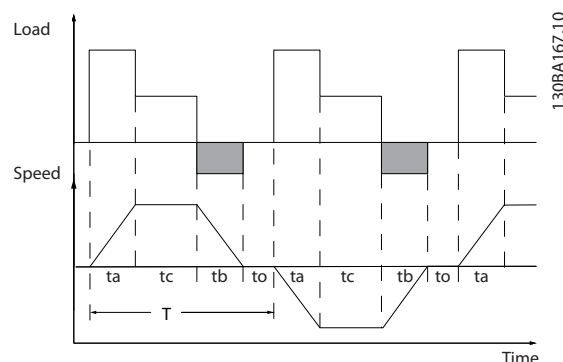 Load
130BA167.10
Speed
ta tc tb to ta tc tb to ta
T
Time